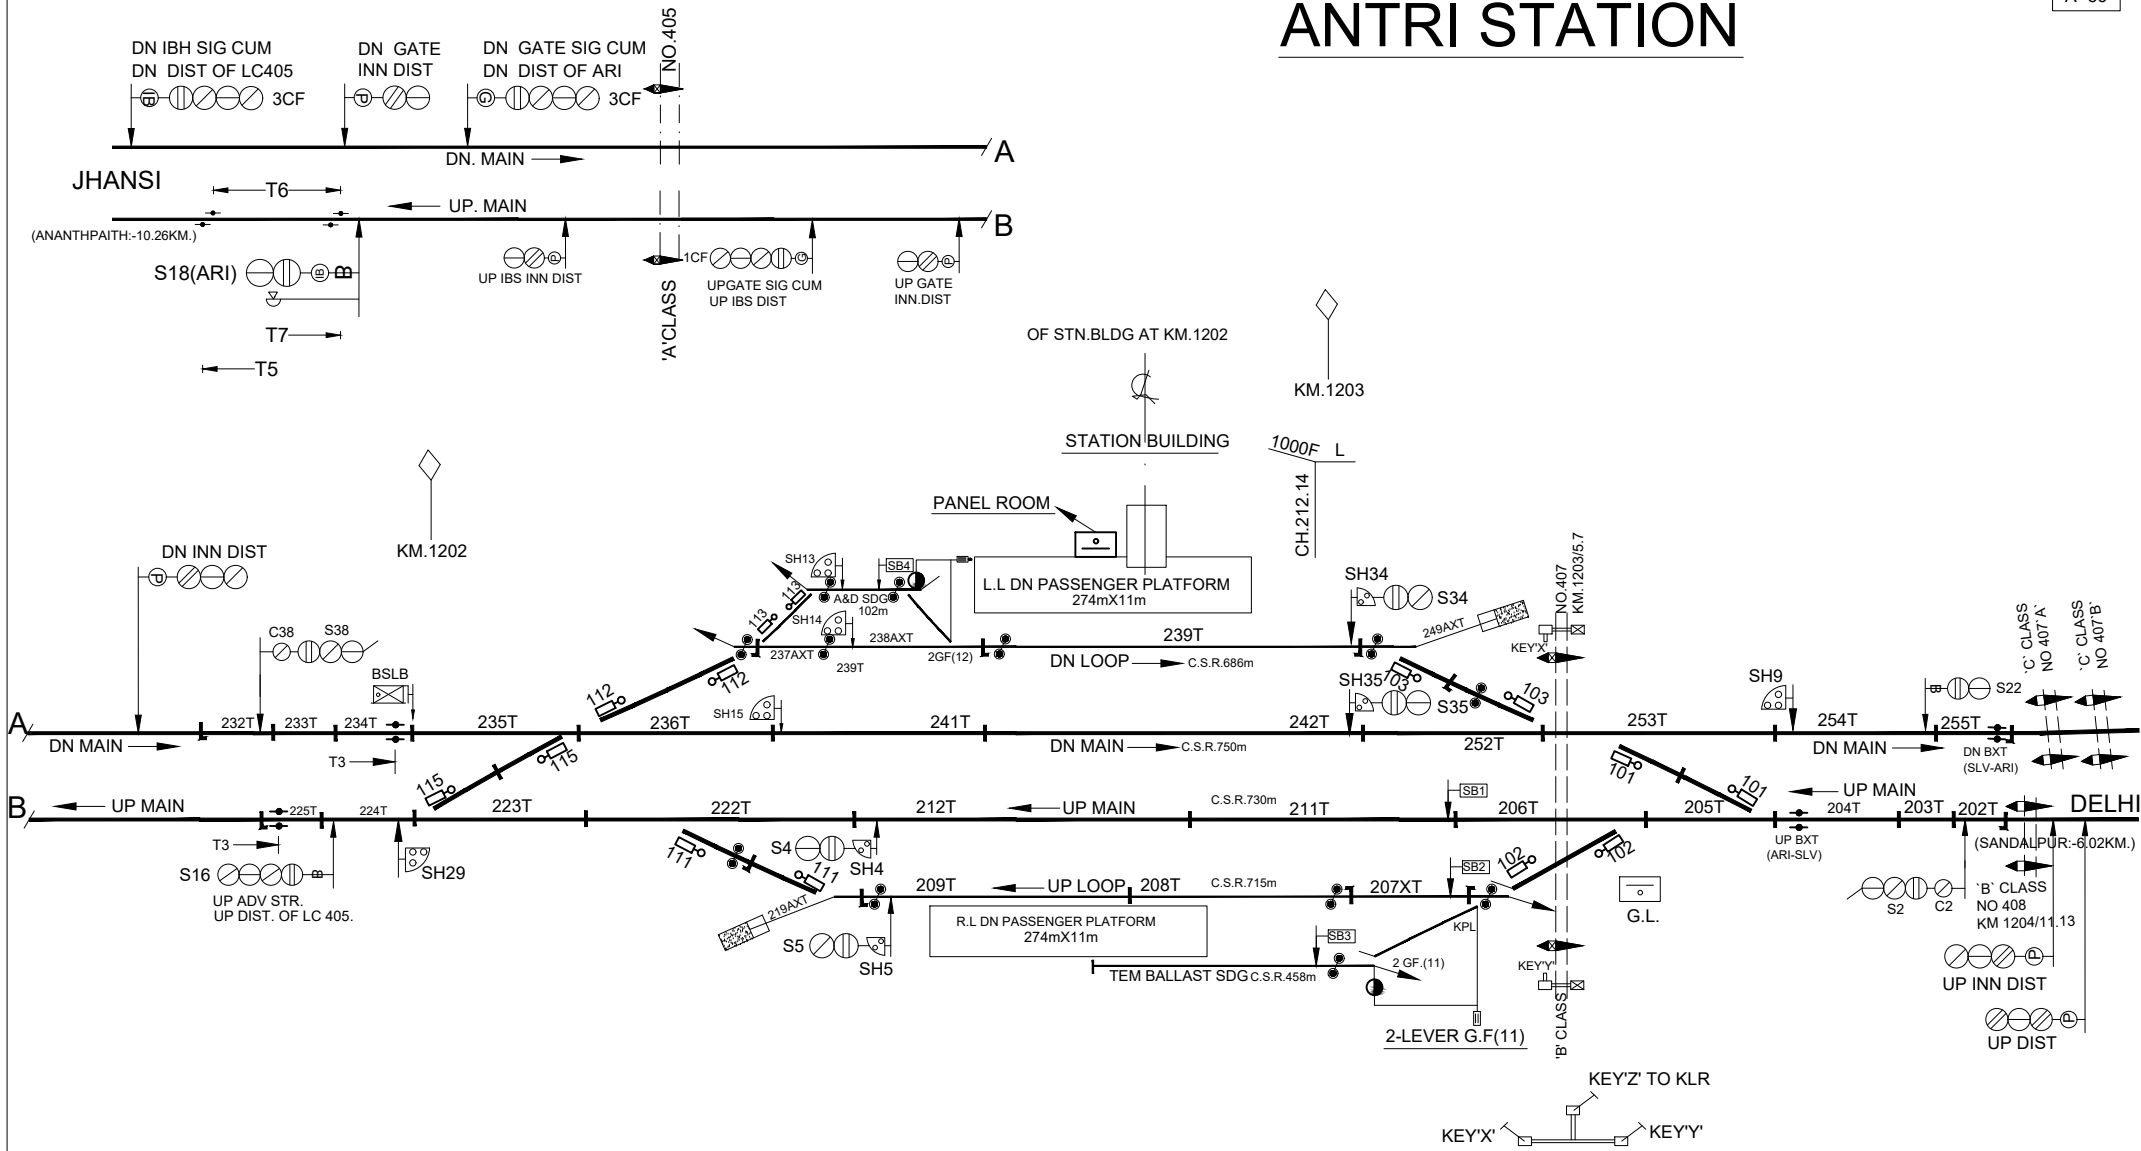 ANTRI STATION
DN IBH SIG CUM
DN DIST OF LC405
IB
3CF
DN GATE
INN DIST
P
DN GATE SIG CUM
DN DIST OF ARI
G
3CF
NO.405
DN. MAIN
A
JHANSI
T6
UP. MAIN
B
(ANANTHPAITH:-10.26KM.)
S18(ARI)
IB
B
P
UP IBS INN DIST
1CF
G
UPGATE SIG CUM
UP IBS DIST
P
UP GATE
INN.DIST
'A'CLASS
T7
T5
OF STN.BLDG AT KM.1202
KM.1203
STATION BUILDING
1000F L
CH.212.14
KM.1202
PANEL ROOM
L.L DN PASSENGER PLATFORM
274mX11m
DN INN DIST
P
C38
S38
BSLB
SH13
SB4
113
113
A&D SDG
102m
SH14
238AXT
237AXT
239T
2GF(12)
239T
DN LOOP
C.S.R.686m
SH34
S34
249AXT
NO.407
KM.1203/5.7
KEY'X'
112
112
SH15
SH35
S35
103
103
SH9
B
S22
'C' CLASS
NO 407'A'
'C' CLASS
NO 407'B'
A
232T
233T
234T
235T
236T
241T
242T
252T
253T
254T
255T
DN MAIN
DN MAIN
C.S.R.750m
DN MAIN
DN BXT
(SLV-ARI)
T3
115
115
101
101
B
UP MAIN
225T
224T
223T
222T
212T
UP MAIN
C.S.R.730m
211T
SB1
206T
205T
UP MAIN
204T
203T
202T
DELHI
T3
UP BXT
(ARI-SLV)
(SANDALPUR:-6.02KM.)
S16
B
UP ADV STR.
UP DIST. OF LC 405.
SH29
111
111
S4
SH4
SB2
102
102
209T
UP LOOP
208T
C.S.R.715m
207XT
219AXT
R.L DN PASSENGER PLATFORM
274mX11m
S5
SH5
KPL
SB3
G.L.
S2
C2
`B` CLASS
NO 408
KM 1204/11.13
TEM BALLAST SDG
C.S.R.458m
2 GF.(11)
KEY'Y'
P
UP INN DIST
P
UP DIST
2-LEVER G.F(11)
'B' CLASS
KEY'Z' TO KLR
KEY'X'
KEY'Y'